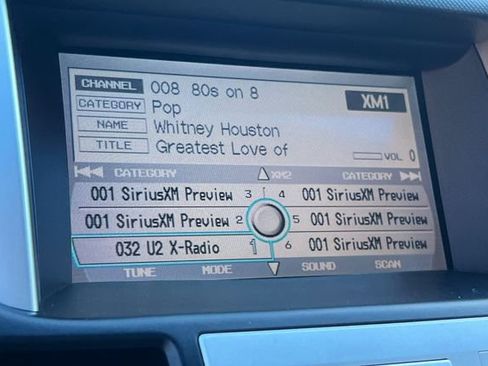 CHANNEL 008 80s on 8 XM1
CATEGORY Pop
NAME Whitney Houston
TITLE Greatest Love of VOL 0
CATEGORY XM2 CATEGORY
001 SiriusXM Preview 3 4 001 SiriusXM Preview
001 SiriusXM Preview 2 5 001 SiriusXM Preview
032 U2 X-Radio 1 6 001 SiriusXM Preview
TUNE MODE SOUND SCAN